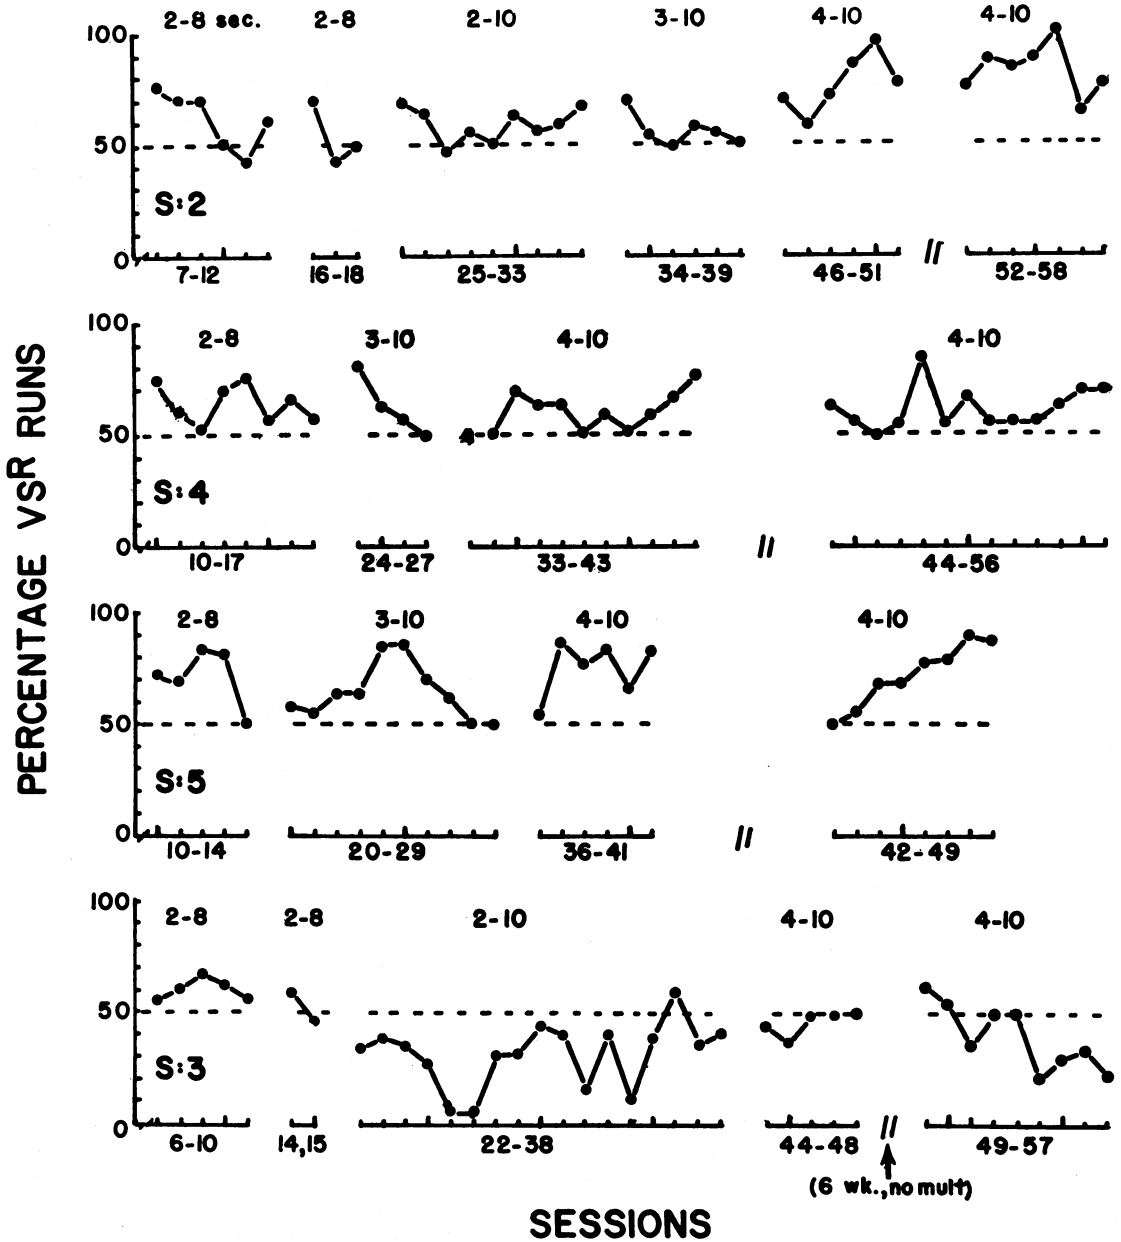 2-8 sec. 2-8 2-10 3-10 4-10 4-10
100
50
S:2
0
7-12 16-18 25-33 34-39 46-51 // 52-58
100
2-8 3-10 4-10 4-10
50
S:4
0
10-17 24-27 33-43 // 44-56
100
2-8 3-10 4-10 4-10
50
S:5
0
10-14 20-29 36-41 // 42-49
100
2-8 2-8 2-10 4-10 4-10
50
S:3
0
6-10 14,15 22-38 44-48 // 49-57
(6 wk., no mult)
PERCENTAGE VSR RUNS
SESSIONS